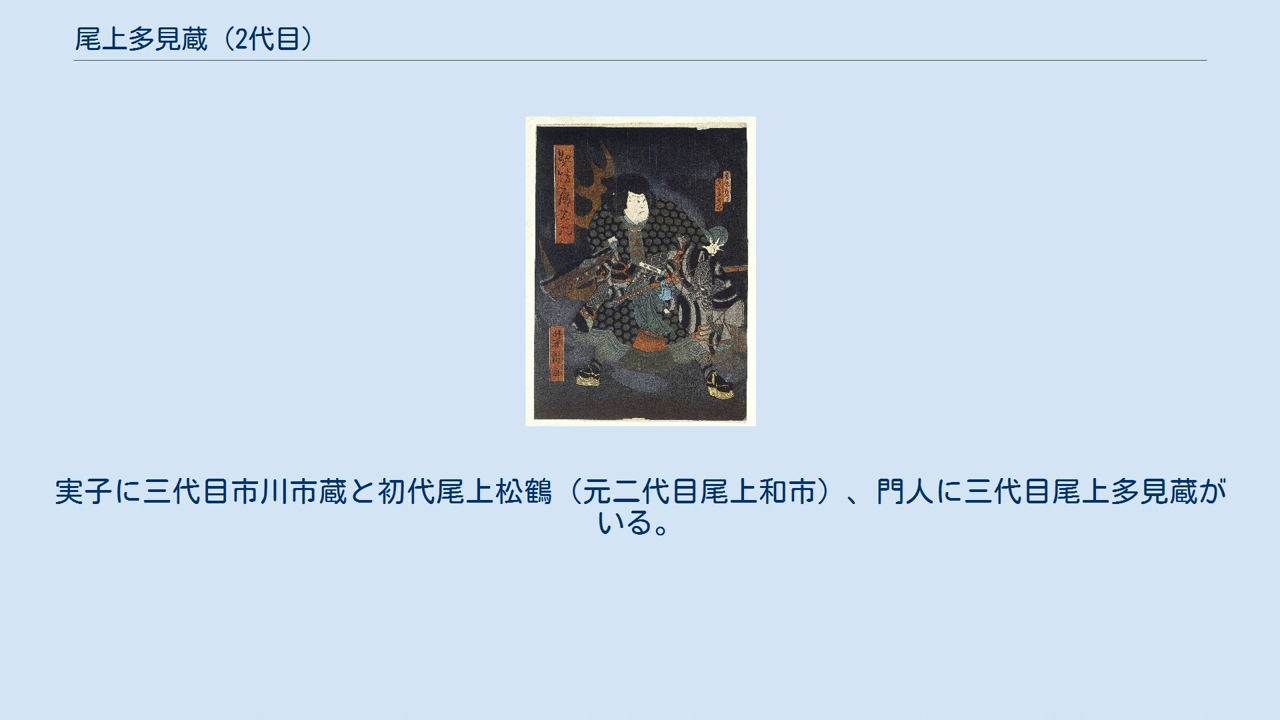 尾上多見蔵（2代目）
実子に三代目市川市蔵と初代尾上松鶴（元二代目尾上和市）、門人に三代目尾上多見蔵が
いる。